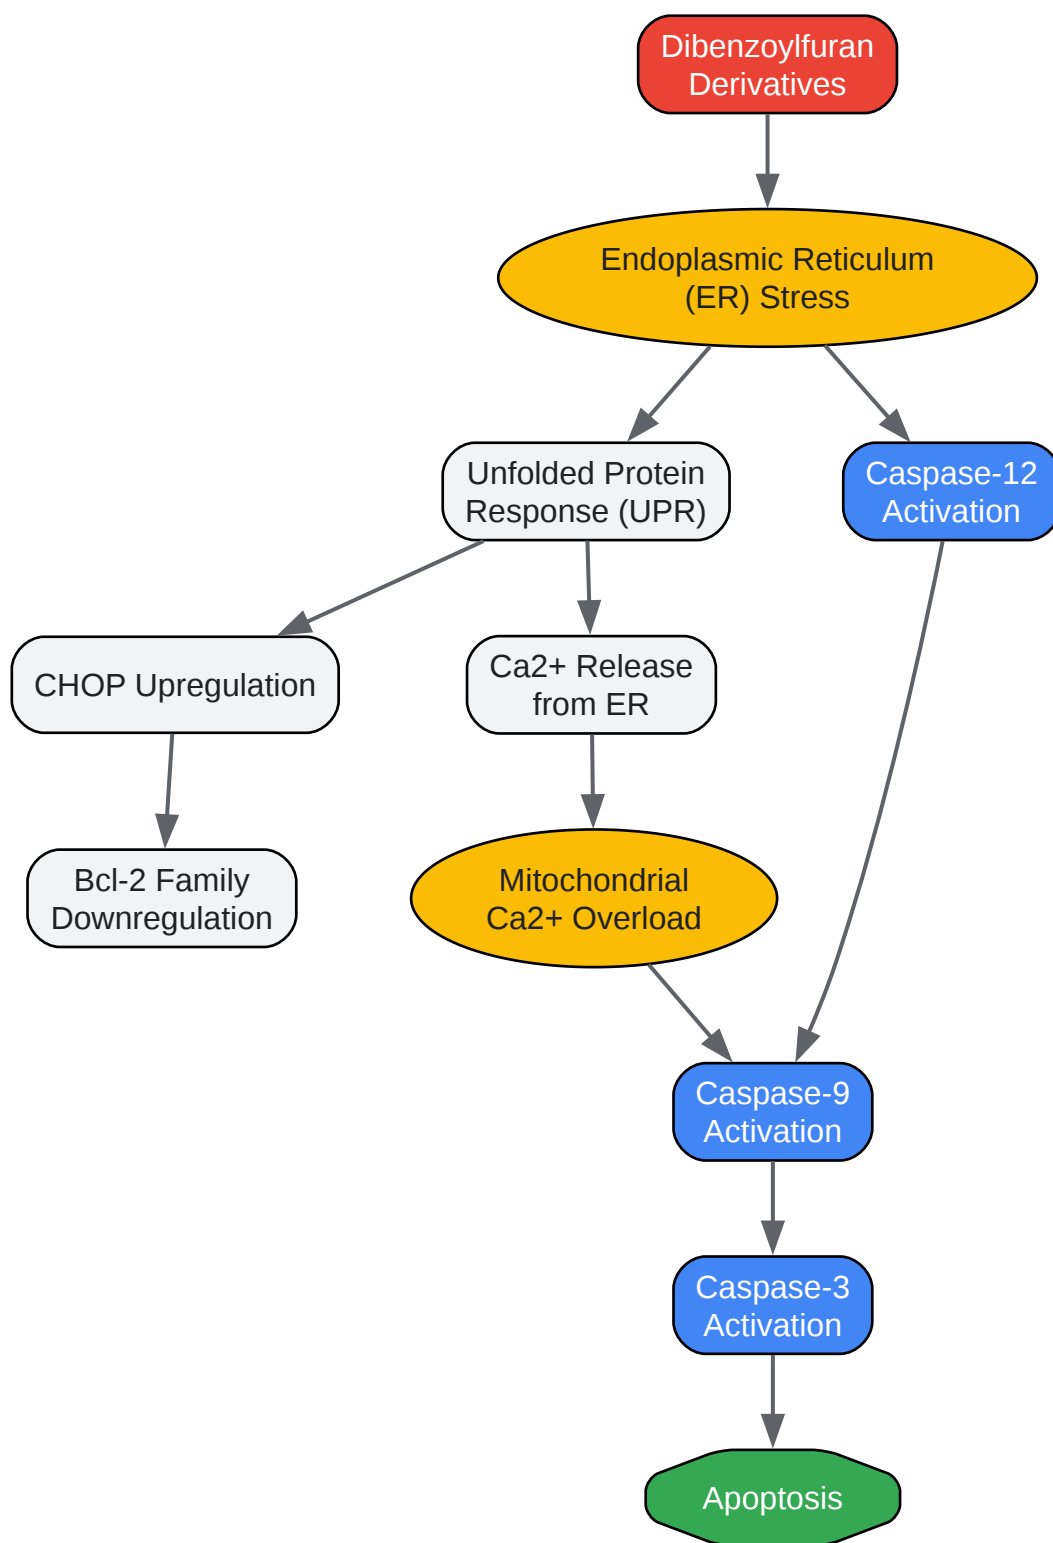 Dibenzoylfuran
Derivatives
Endoplasmic Reticulum
(ER) Stress
Unfolded Protein
Response (UPR)
Caspase-12
Activation
CHOP Upregulation
Ca2+ Release
from ER
Bcl-2 Family
Downregulation
Mitochondrial
Ca2+ Overload
Caspase-9
Activation
Caspase-3
Activation
Apoptosis